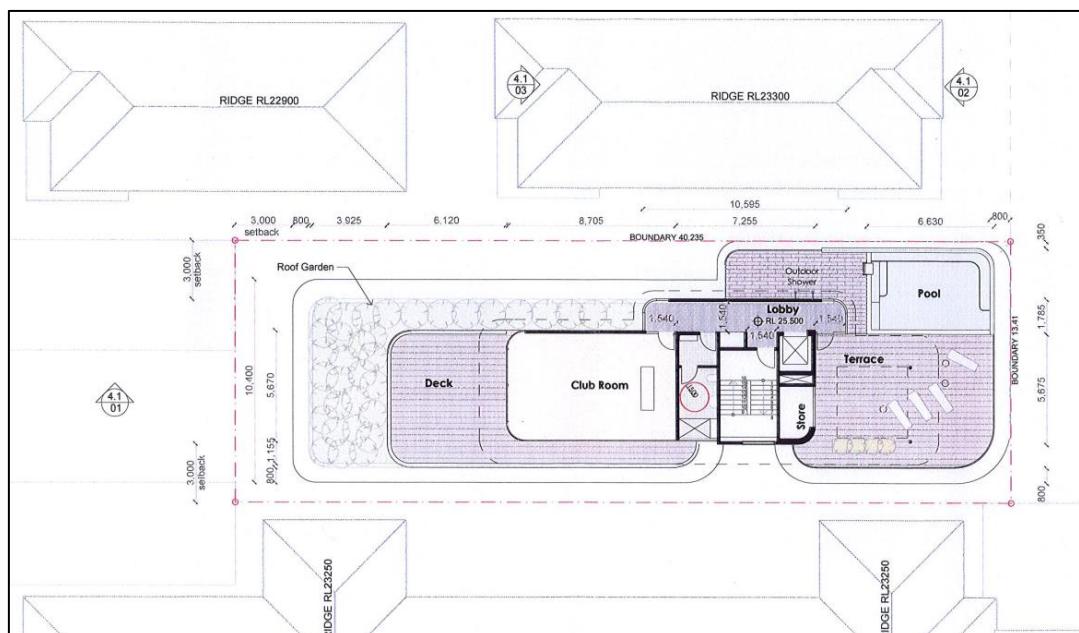 RIDGE RL22900
4.1
03
RIDGE RL23300
4.1
02
10,595
3.000
setback
800
3.925
6.120
8,705
7.255
6.630
800
BOUNDARY 40.235
350
3.000
setback
Roof Garden
Outdoor
Shower
Pool
Lobby
RL 25.500
1,540
1,540
1,540
1,540
1,785
BOUNDARY 13.41
4.1
01
10,400
5.670
Deck
Club Room
1500
Store
Terrace
5.675
3.000
setback
1.155
800
800
RIDGE RL23250
RIDGE RL23250